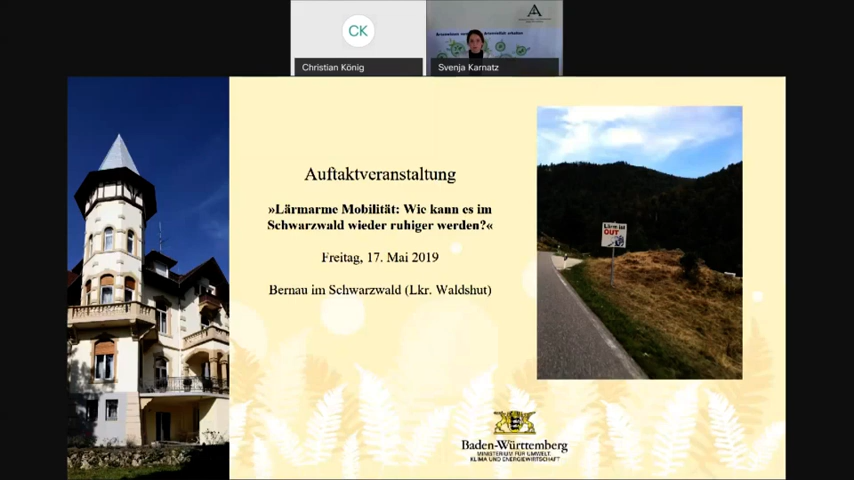 CK
Christian König
Svenja Karnatz
Auftaktveranstaltung
»Lärmarme Mobilität: Wie kann es im
Schwarzwald wieder ruhiger werden?«
Freitag, 17. Mai 2019
Bernau im Schwarzwald (Lkr. Waldshut)
Lärm ist
OUT
Baden-Württemberg
MINISTERIUM FÜR UMWELT,
KLIMA UND ENERGIEWIRTSCHAFT